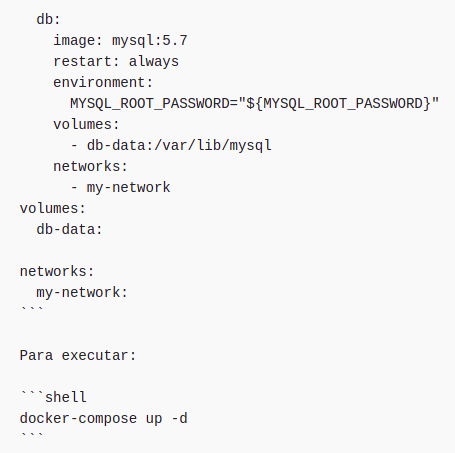 db:
image: mysql:5.7
restart: always
environment:
MYSQL_ROOT_PASSWORD="${MYSQL_ROOT_PASSWORD}"
volumes:
- db-data:/var/lib/mysql
networks:
- my-network
volumes:
db-data:
networks:
my-network:
```
Para executar:
```shell
docker-compose up -d
```